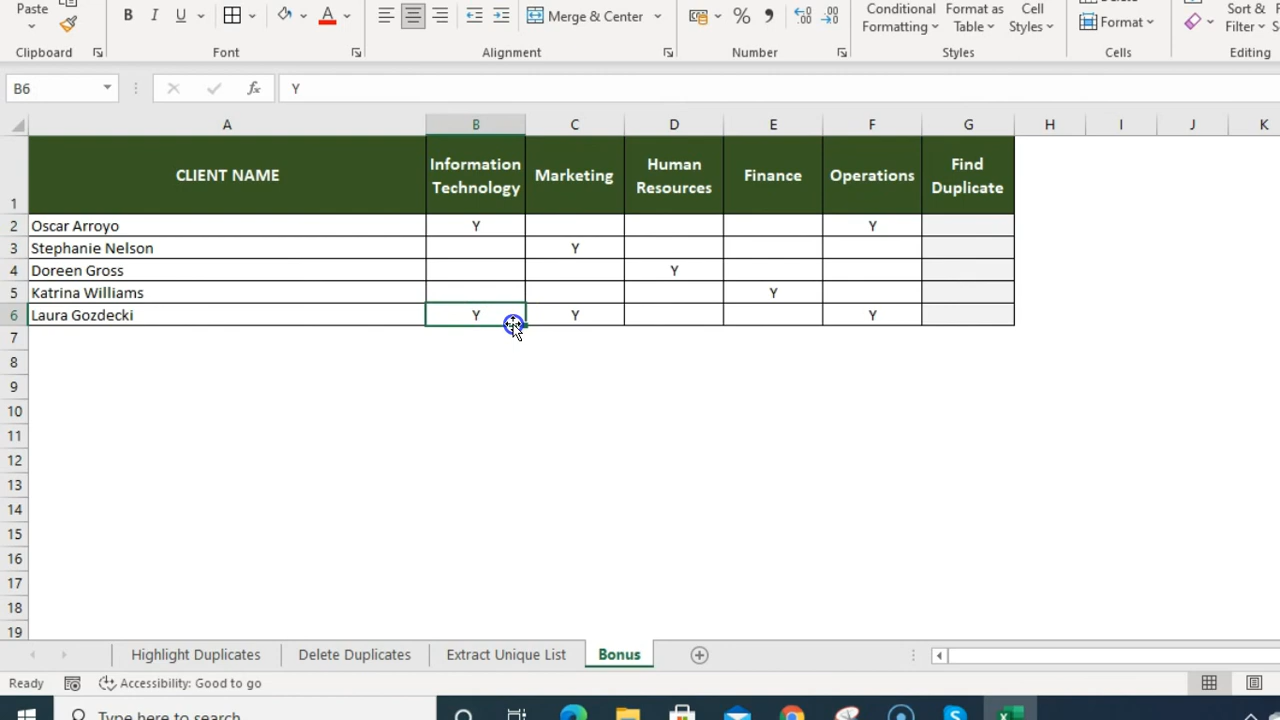 Paste
B I U A
Merge & Center
% 9
Conditional Formatting
Format as Table
Cell Styles
Format
Sort & Filter
Clipboard Font Alignment Number Styles Cells Editing
B6 fx Y
A B C D E F G H I J K
1 CLIENT NAME Information Technology Marketing Human Resources Finance Operations Find Duplicate
2 Oscar Arroyo Y Y
3 Stephanie Nelson Y
4 Doreen Gross Y
5 Katrina Williams Y
6 Laura Gozdecki Y Y Y
7
8
9
10
11
12
13
14
15
16
17
18
19
Highlight Duplicates Delete Duplicates Extract Unique List Bonus
Ready Accessibility: Good to go
Type here to search